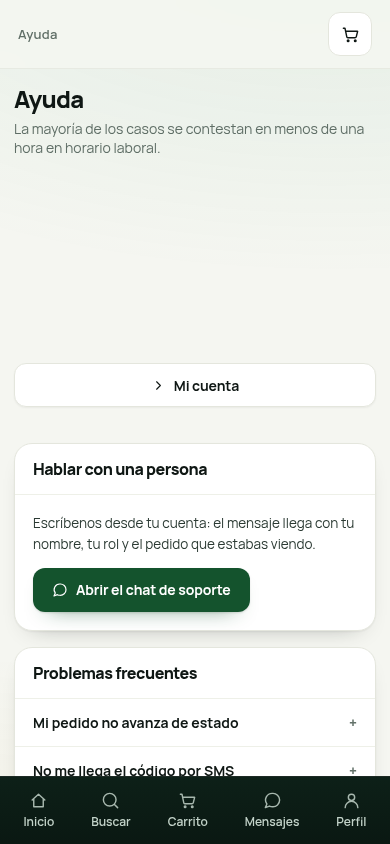 Ayuda
Ayuda
La mayoría de los casos se contestan en menos de una
hora en horario laboral.
Mi cuenta
Hablar con una persona
Escríbenos desde tu cuenta: el mensaje llega con tu
nombre, tu rol y el pedido que estabas viendo.
Abrir el chat de soporte
Problemas frecuentes
Mi pedido no avanza de estado +
No me llega el código por SMS +
Inicio Buscar Carrito Mensajes Perfil